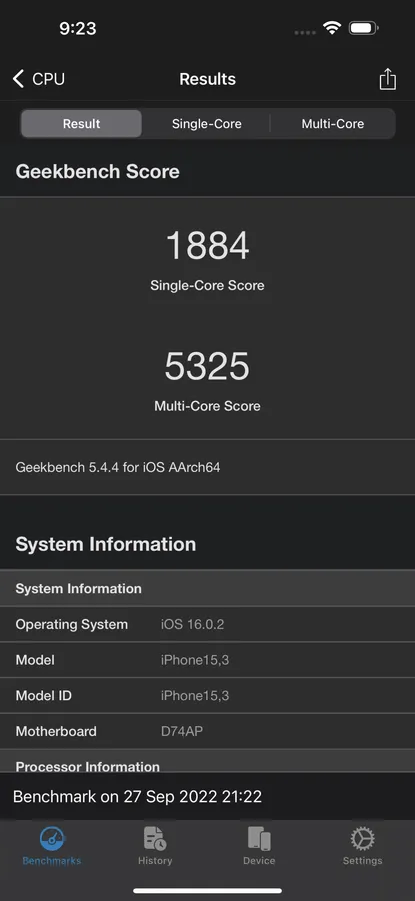 9:23
CPU
Results
Result Single-Core Multi-Core
Geekbench Score
1884
Single-Core Score
5325
Multi-Core Score
Geekbench 5.4.4 for iOS AArch64
System Information
System Information
Operating System iOS 16.0.2
Model iPhone15,3
Model ID iPhone15,3
Motherboard D74AP
Processor Information
Benchmark on 27 Sep 2022 21:22
Benchmarks History Device Settings